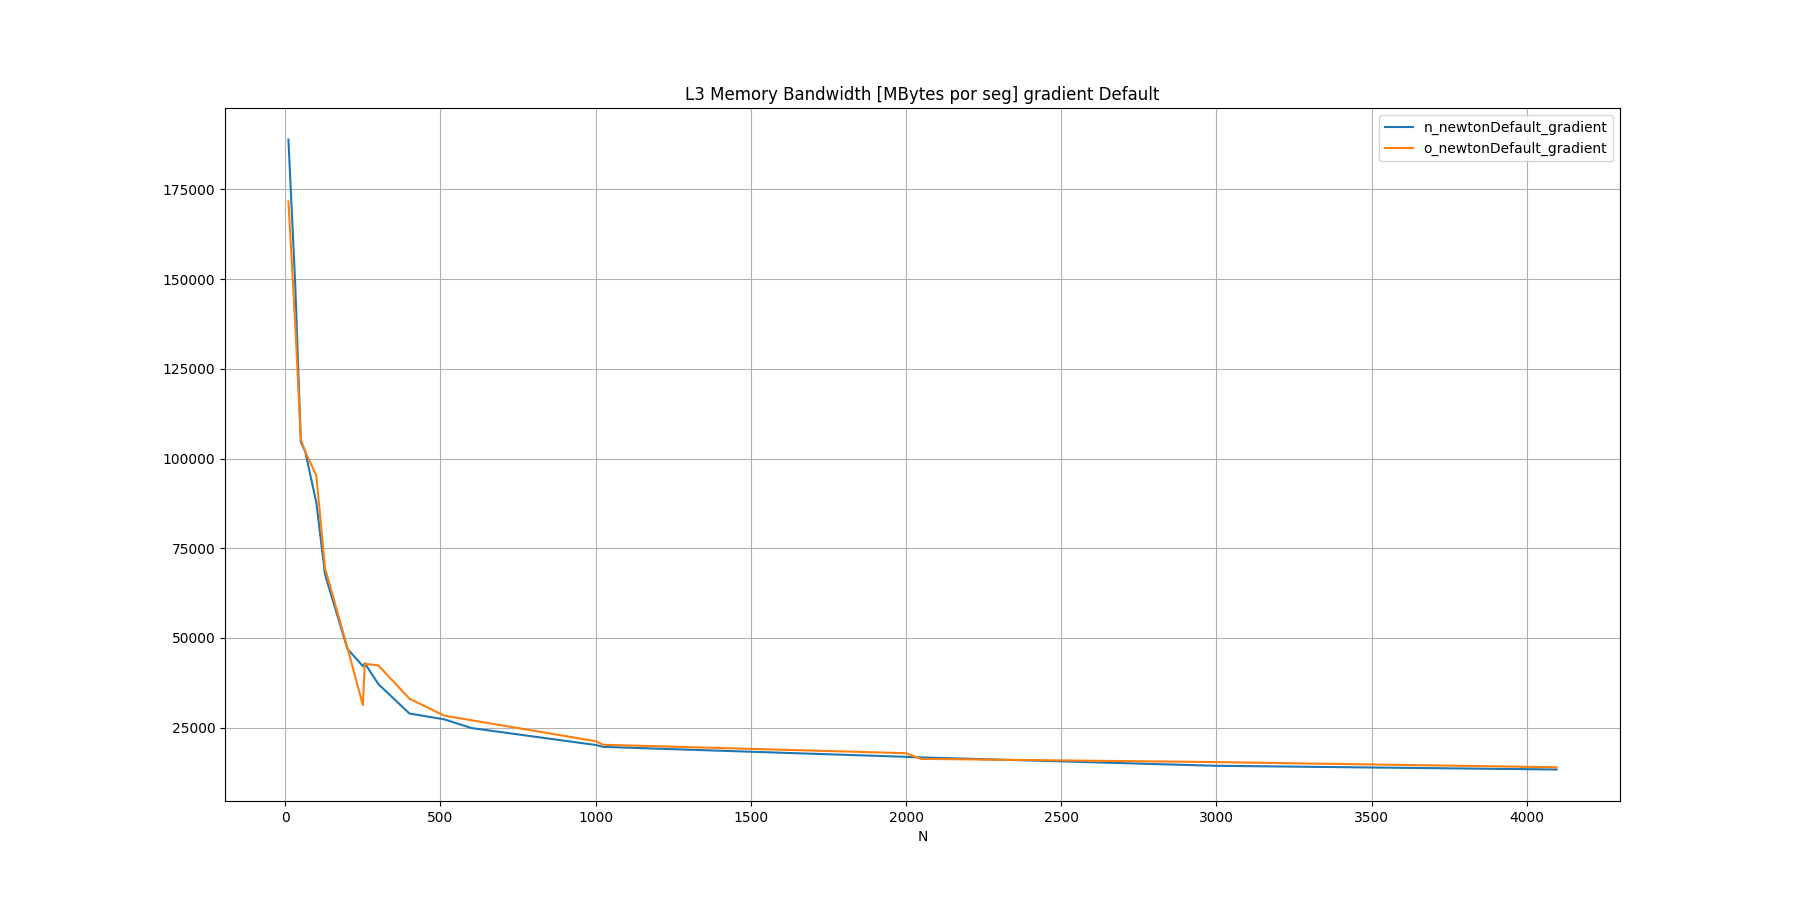 L3 Memory Bandwidth [MBytes por seg] gradient Default
n_newtonDefault_gradient
o_newtonDefault_gradient
175000
150000
125000
100000
75000
50000
25000
0 500 1000 1500 2000 2500 3000 3500 4000
N